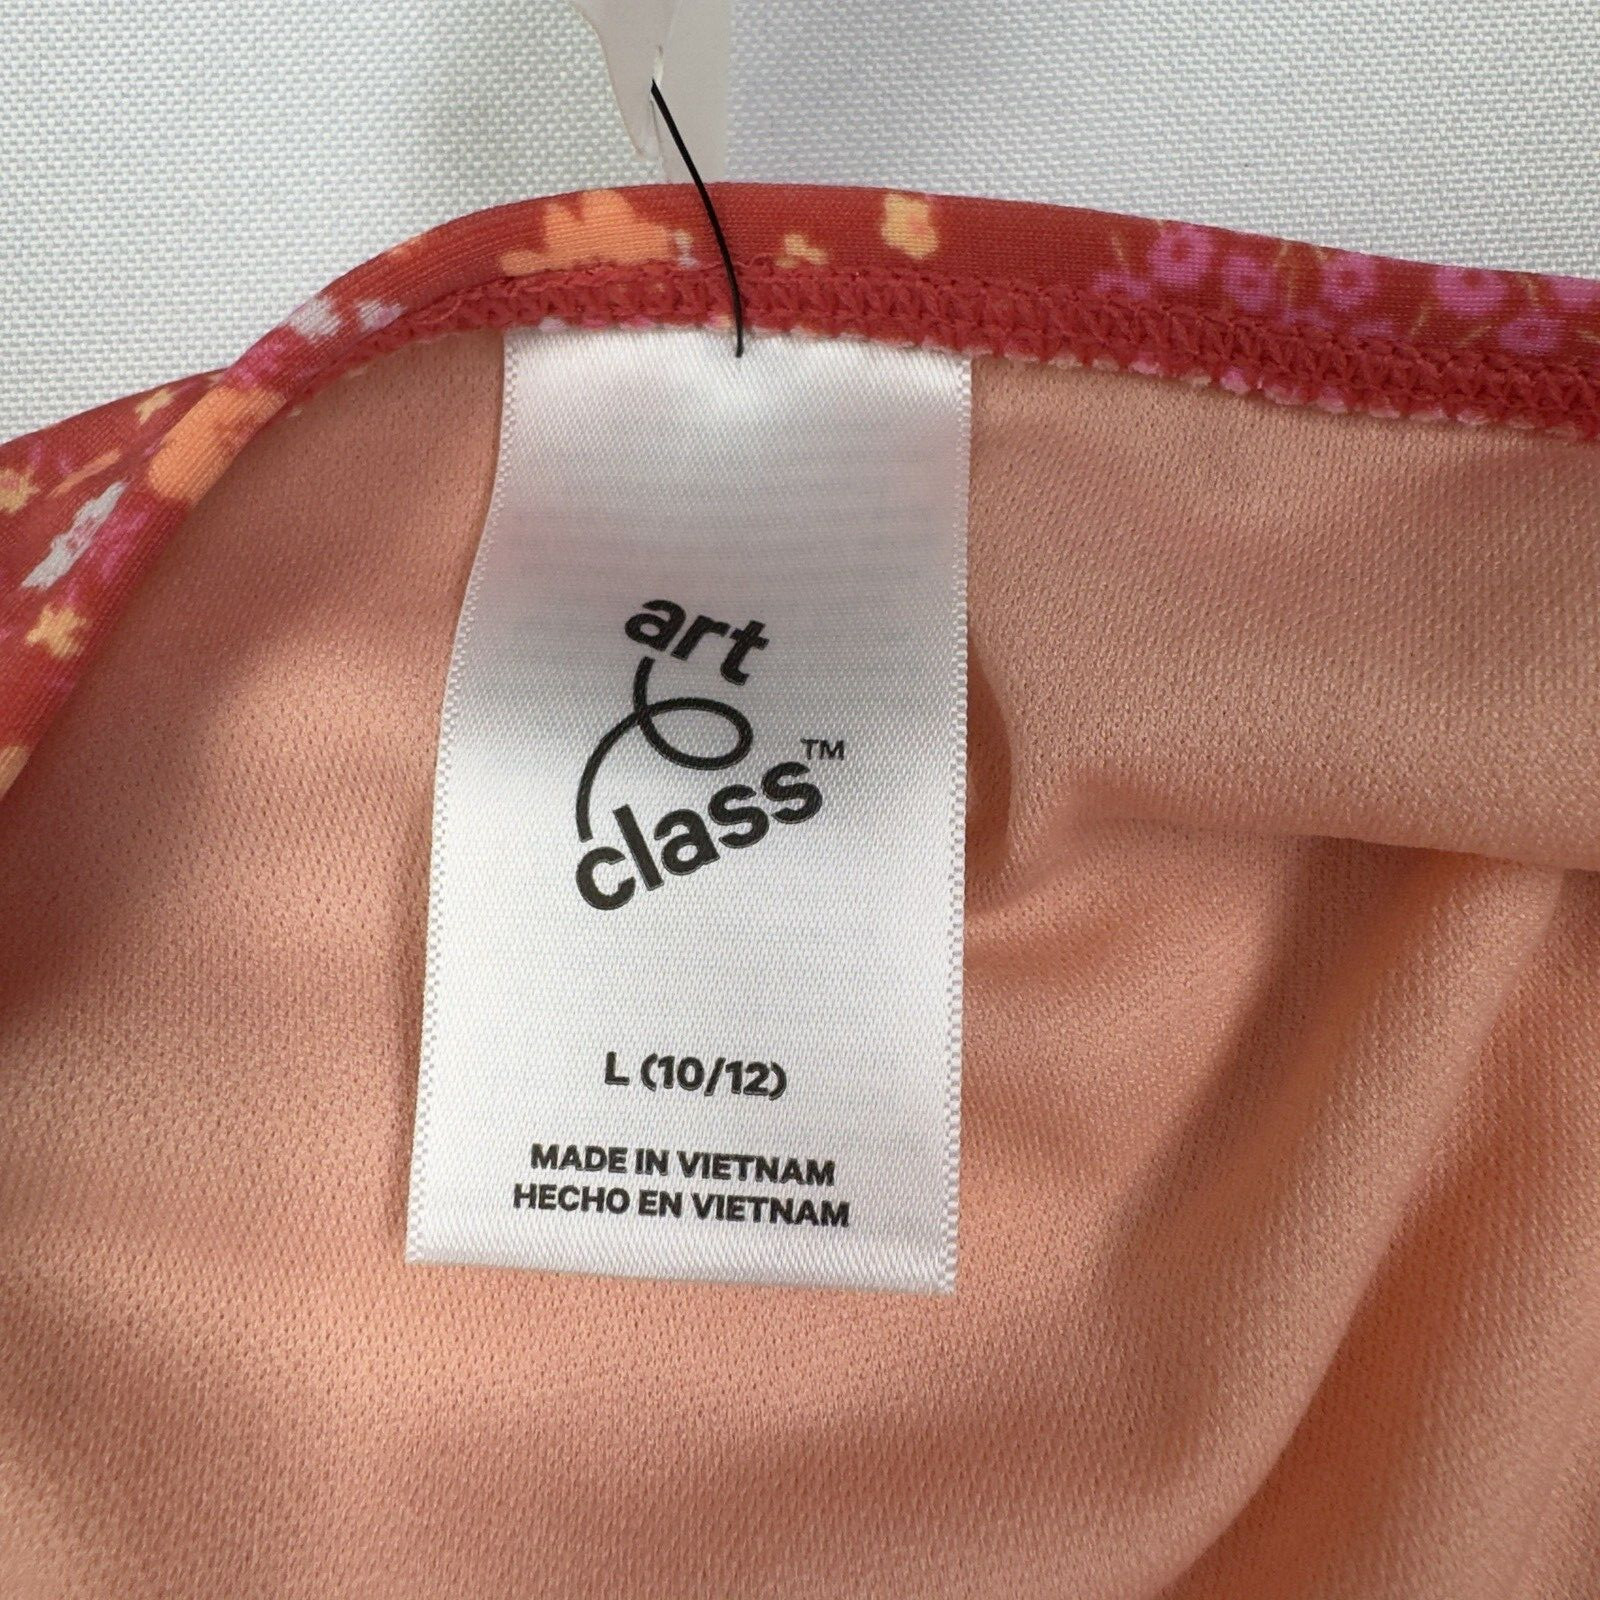 art
class™
L (10/12)
MADE IN VIETNAM
HECHO EN VIETNAM